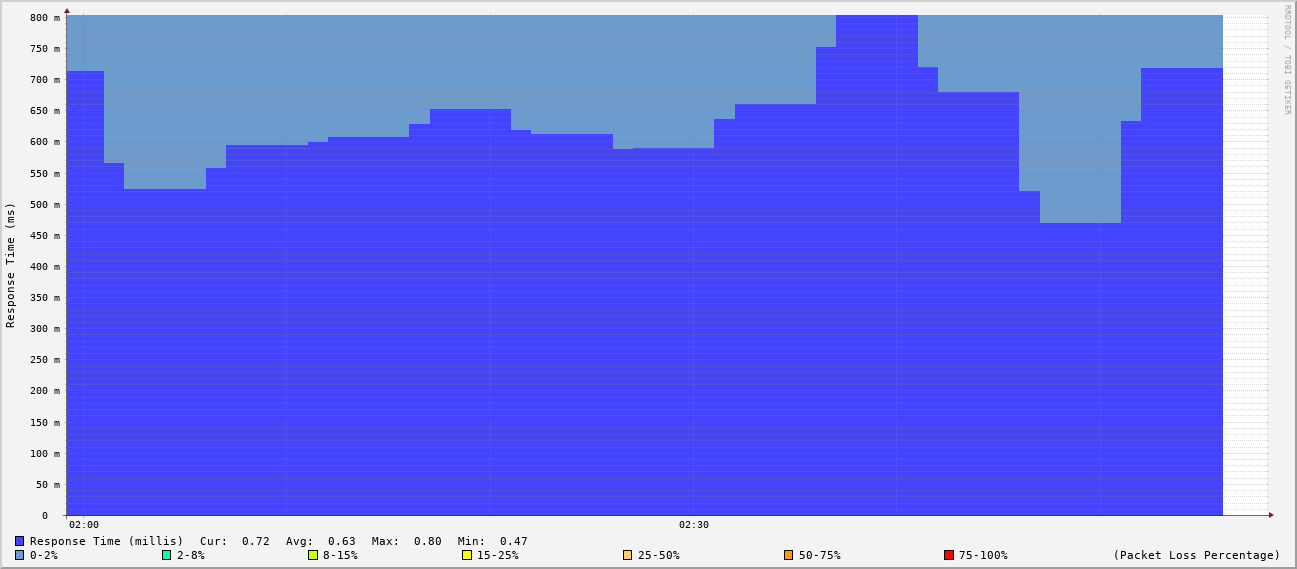 RRDTOOL / TOBI OETIKER
Response Time (ms)
800 m
750 m
700 m
650 m
600 m
550 m
500 m
450 m
400 m
350 m
300 m
250 m
200 m
150 m
100 m
50 m
0
02:00 02:30
Response Time (millis) Cur: 0.72 Avg: 0.63 Max: 0.80 Min: 0.47
0-2% 2-8% 8-15% 15-25% 25-50% 50-75% 75-100% (Packet Loss Percentage)